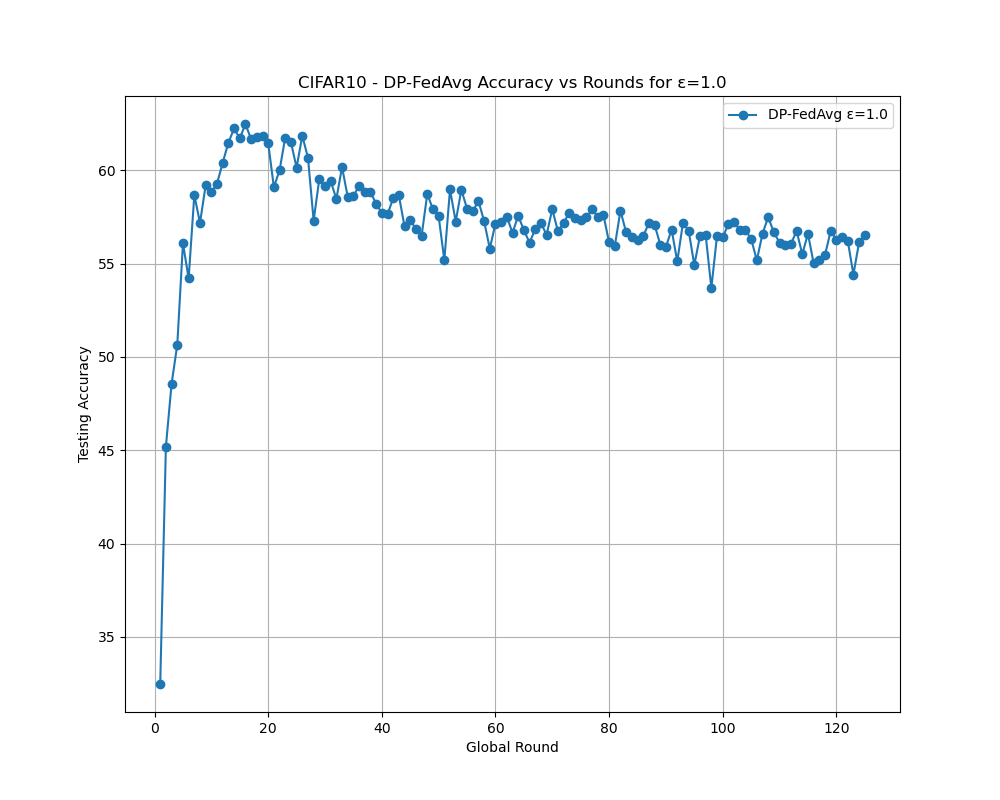 CIFAR10 - DP-FedAvg Accuracy vs Rounds for ε=1.0
DP-FedAvg ε=1.0
Testing Accuracy
60
55
50
45
40
35
0 20 40 60 80 100 120
Global Round